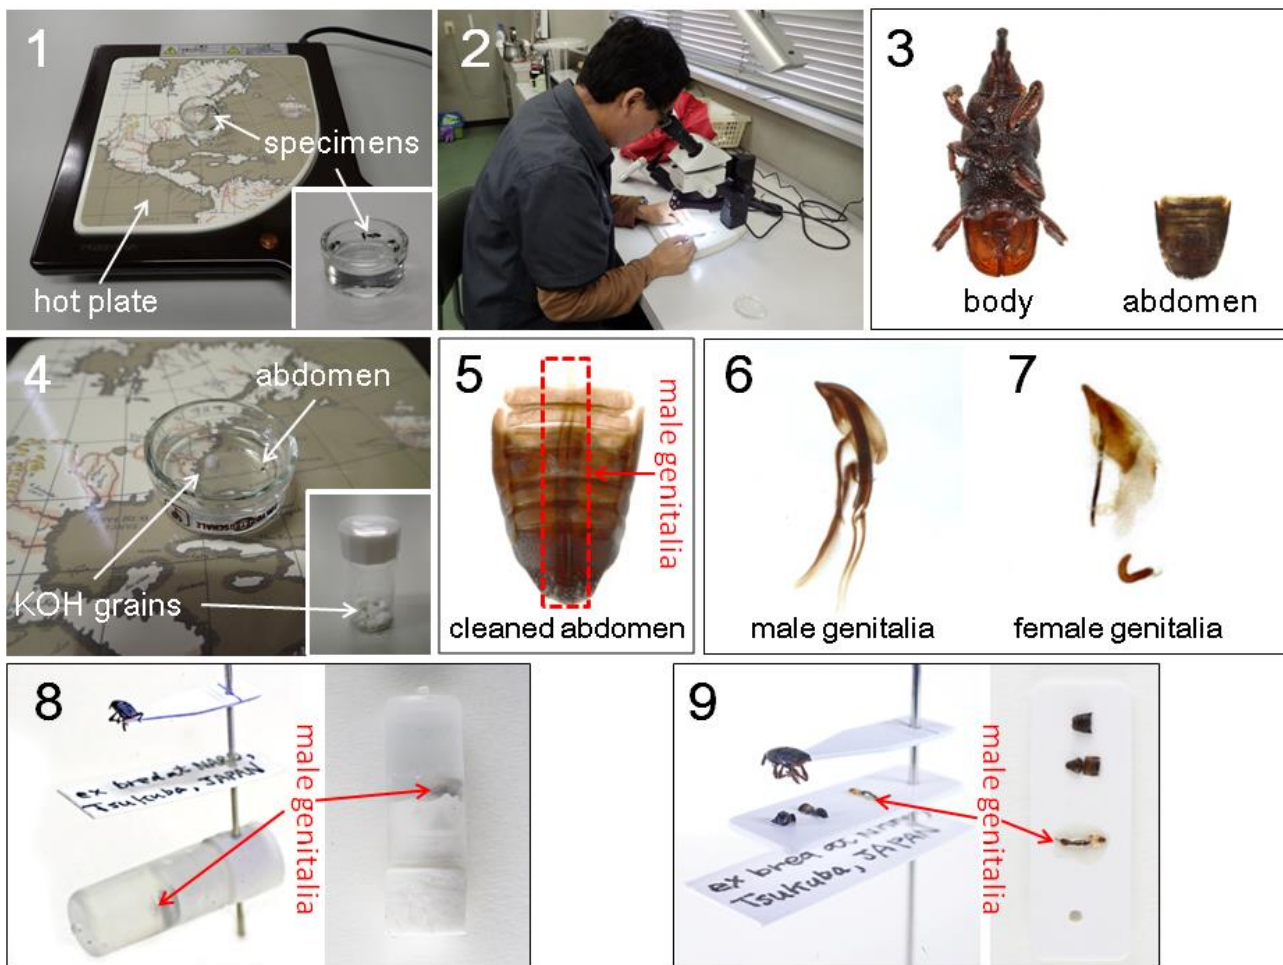 1
specimens
hot plate
2
3
body
abdomen
4
abdomen
KOH grains
5
male genitalia
cleaned abdomen
6
male genitalia
7
female genitalia
8
ex bred at NARO,
Tsukuba, JAPAN
male genitalia
9
ex bred at
Tsukuba, JAPAN
male genitalia